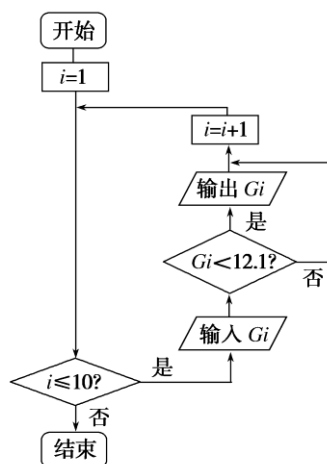 开始
i=1
i=i+1
输出 Gi
是
Gi<12.1?
否
输入 Gi
i≤10?
是
否
结束